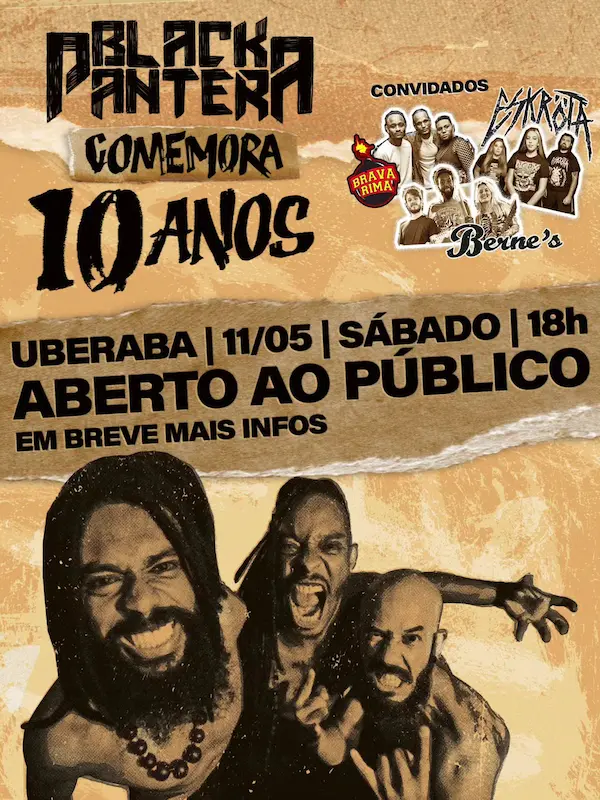 BLACK
PANTERA
COMEMORA
10 ANOS
CONVIDADOS
ESKRÖTA
BRAVA
RIMA
Berne's
UBERABA | 11/05 | SÁBADO | 18h
ABERTO AO PÚBLICO
EM BREVE MAIS INFOS